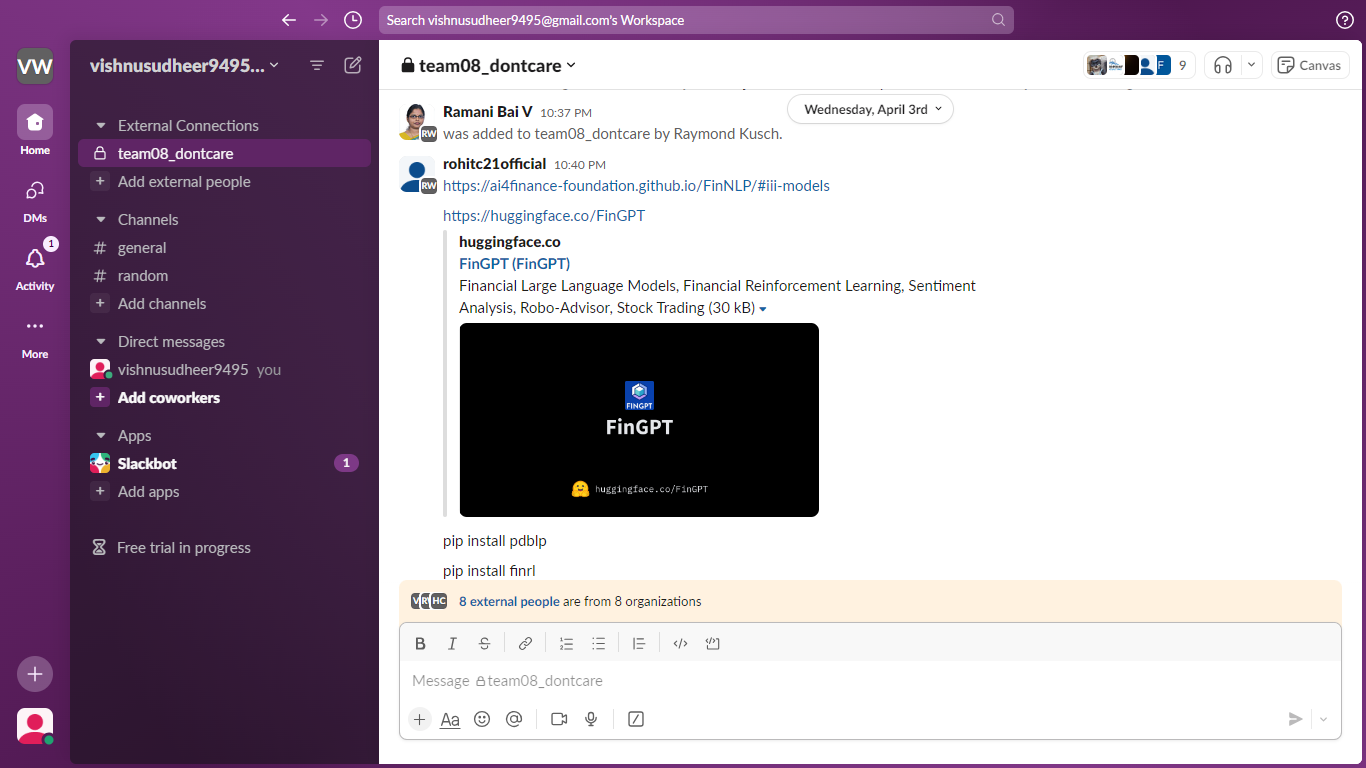 Search vishnusudheer9495@gmail.com's Workspace
VW
Home
DMs
1
Activity
More
vishnusudheer9495...
External Connections
team08_dontcare
Add external people
Channels
# general
# random
Add channels
Direct messages
vishnusudheer9495 you
Add coworkers
Apps
Slackbot 1
Add apps
Free trial in progress
team08_dontcare
F 9
Canvas
Wednesday, April 3rd
Ramani Bai V 10:37 PM
RW
was added to team08_dontcare by Raymond Kusch.
rohitc21official 10:40 PM
RW
https://ai4finance-foundation.github.io/FinNLP/#iii-models
https://huggingface.co/FinGPT
huggingface.co
FinGPT (FinGPT)
Financial Large Language Models, Financial Reinforcement Learning, Sentiment
Analysis, Robo-Advisor, Stock Trading (30 kB)
FINGPT
FinGPT
huggingface.co/FinGPT
pip install pdblp
pip install finrl
HC
8 external people are from 8 organizations
B I S
Message team08_dontcare
Aa